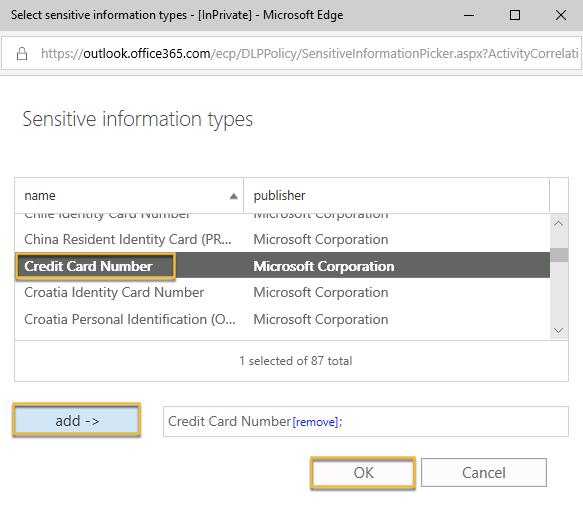 Select sensitive information types - [InPrivate] - Microsoft Edge
https://outlook.office365.com/ecp/DLPPolicy/SensitiveInformationPicker.aspx?ActivityCorrelati
Sensitive information types
name publisher
Chile Identity Card Number Microsoft Corporation
China Resident Identity Card (PR... Microsoft Corporation
Credit Card Number Microsoft Corporation
Croatia Identity Card Number Microsoft Corporation
Croatia Personal Identification (O... Microsoft Corporation
1 selected of 87 total
add -> Credit Card Number[remove];
OK Cancel